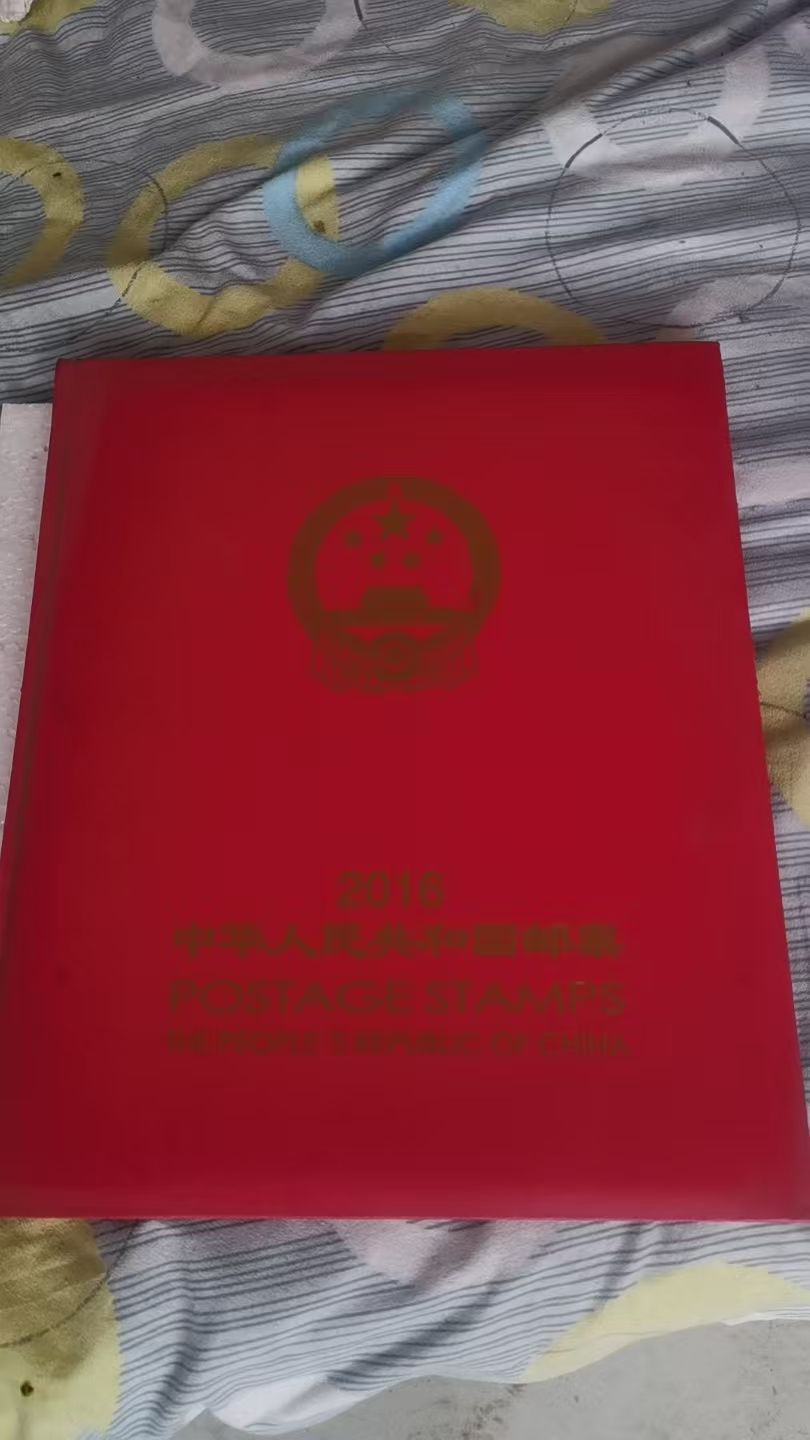 2016
中华人民共和国邮票
POSTAGE STAMPS
THE PEOPLE'S REPUBLIC OF CHINA